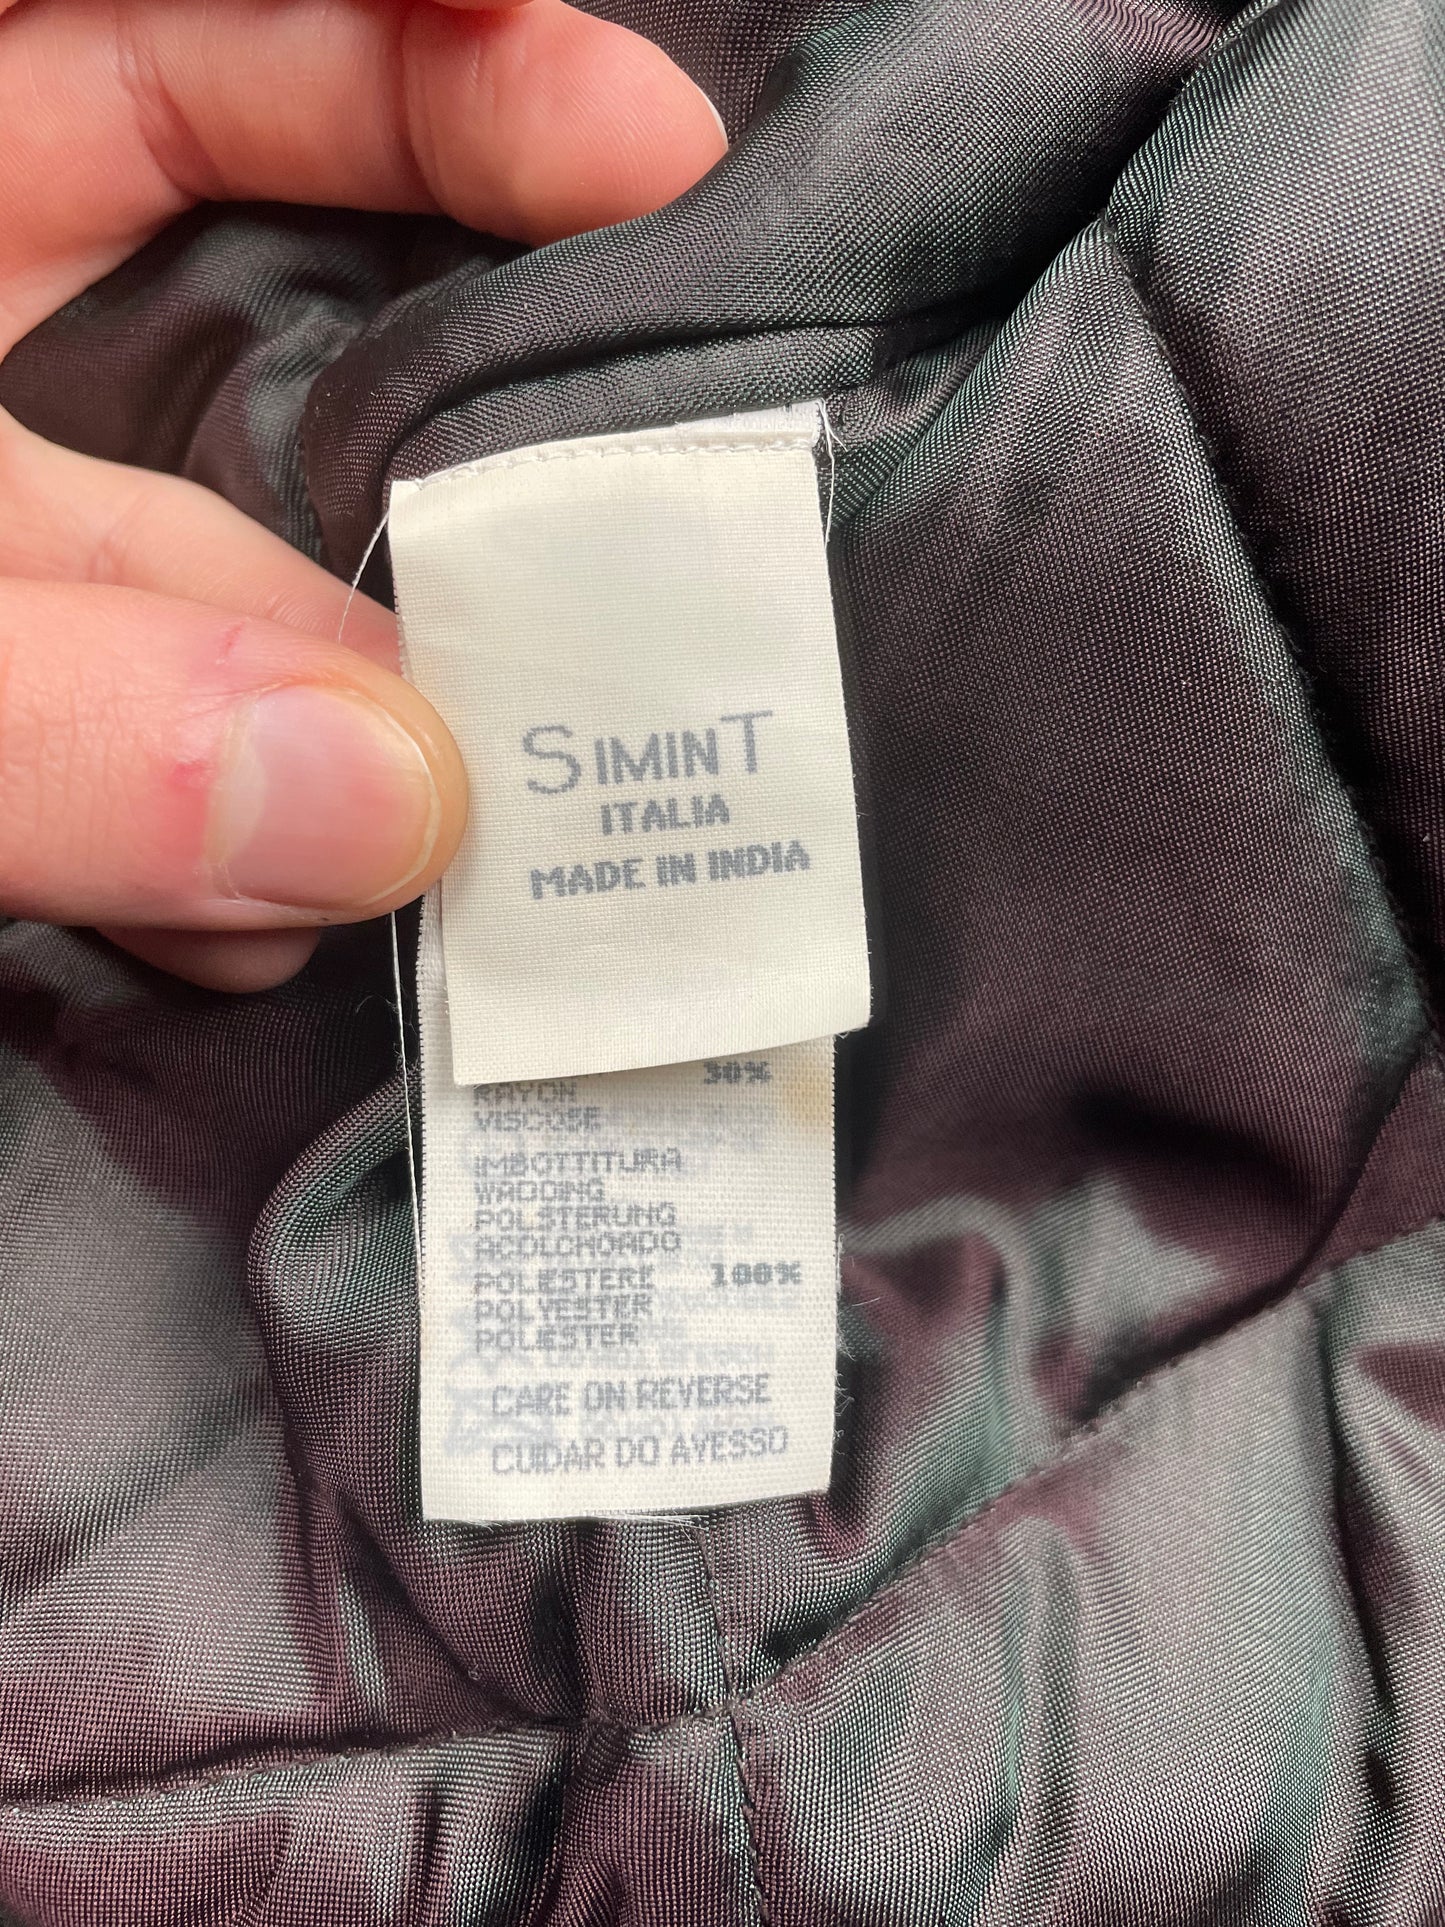 SIMINT
ITALIA
MADE IN INDIA
30%
RAYON
VISCOSE
IMBOTTITURA
WADDING
POLSTERUNG
ACOLCHOADO
POLIESTERE 100%
POLYESTER
POLIESTER
CARE ON REVERSE
CUIDAR DO AVESSO